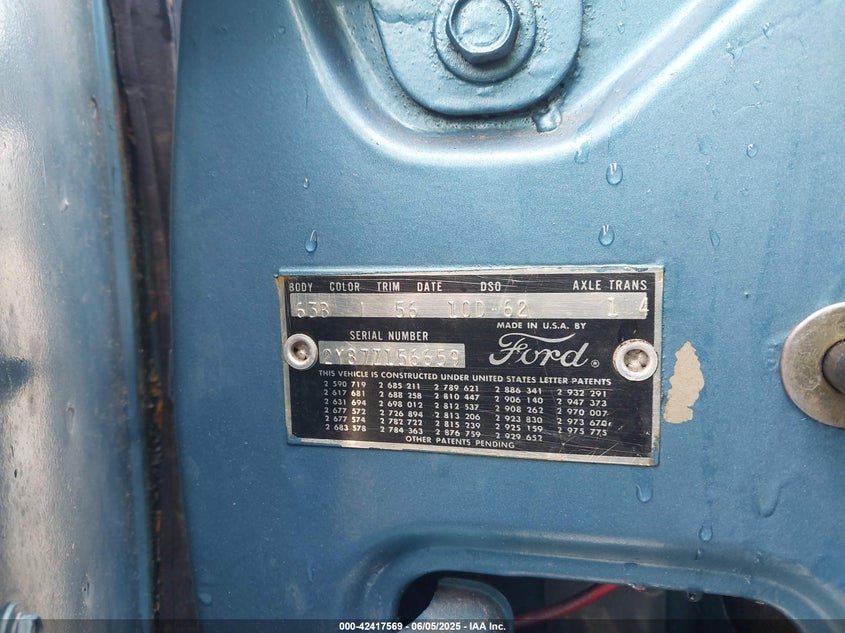 BODY COLOR TRIM DATE DSO AXLE TRANS
63B 1 56 10D 62 1 4
SERIAL NUMBER
2Y87Z156659
MADE IN U.S.A. BY
Ford®
THIS VEHICLE IS CONSTRUCTED UNDER UNITED STATES LETTER PATENTS
2 590 719 2 685 211 2 789 621 2 886 341 2 932 291
2 617 681 2 688 258 2 810 447 2 906 140 2 947 373
2 631 694 2 698 012 2 812 537 2 908 262 2 970 007
2 677 572 2 726 894 2 813 206 2 923 830 2 973 670
2 677 574 2 782 722 2 815 239 2 925 159 2 975 775
2 683 578 2 784 363 2 876 759 2 929 652
OTHER PATENTS PENDING
000-42417569 - 06/05/2025 - IAA Inc.